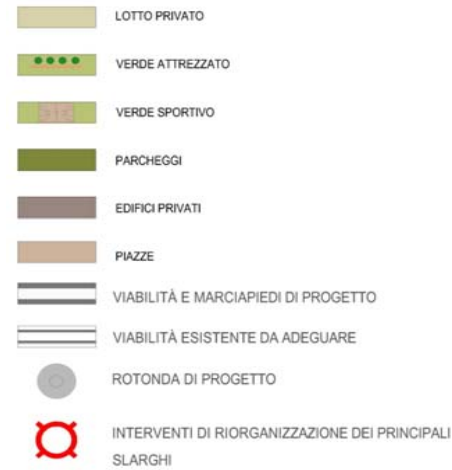 LOTTO PRIVATO
VERDE ATTREZZATO
VERDE SPORTIVO
PARCHEGGI
EDIFICI PRIVATI
PIAZZE
VIABILITÀ E MARCIAPIEDI DI PROGETTO
VIABILITÀ ESISTENTE DA ADEGUARE
ROTONDA DI PROGETTO
INTERVENTI DI RIORGANIZZAZIONE DEI PRINCIPALI
SLARGHI